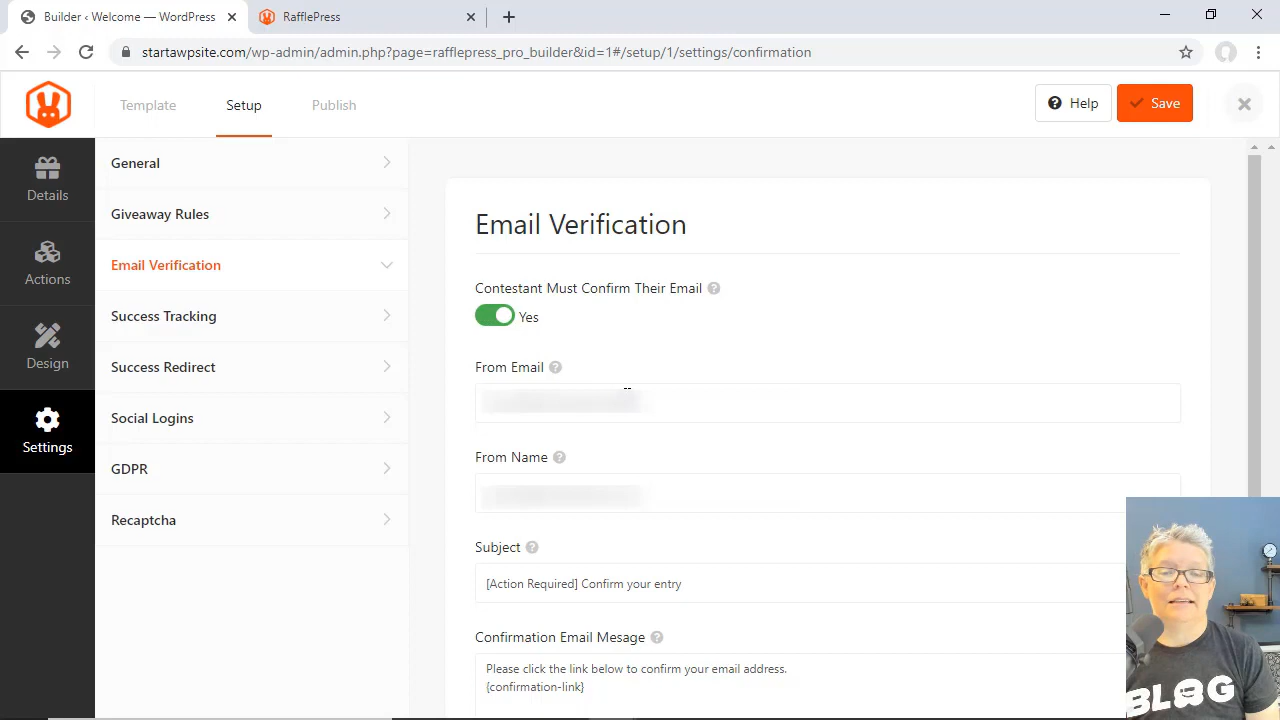 Builder ‹ Welcome — WordPress
RafflePress
startawpsite.com/wp-admin/admin.php?page=rafflepress_pro_builder&id=1#/setup/1/settings/confirmation
Template
Setup
Publish
Help
Save
Details
Actions
Design
Settings
General
Giveaway Rules
Email Verification
Success Tracking
Success Redirect
Social Logins
GDPR
Recaptcha
Email Verification
Contestant Must Confirm Their Email
Yes
From Email
From Name
Subject
[Action Required] Confirm your entry
Confirmation Email Mesage
Please click the link below to confirm your email address.
{confirmation-link}
BLOG